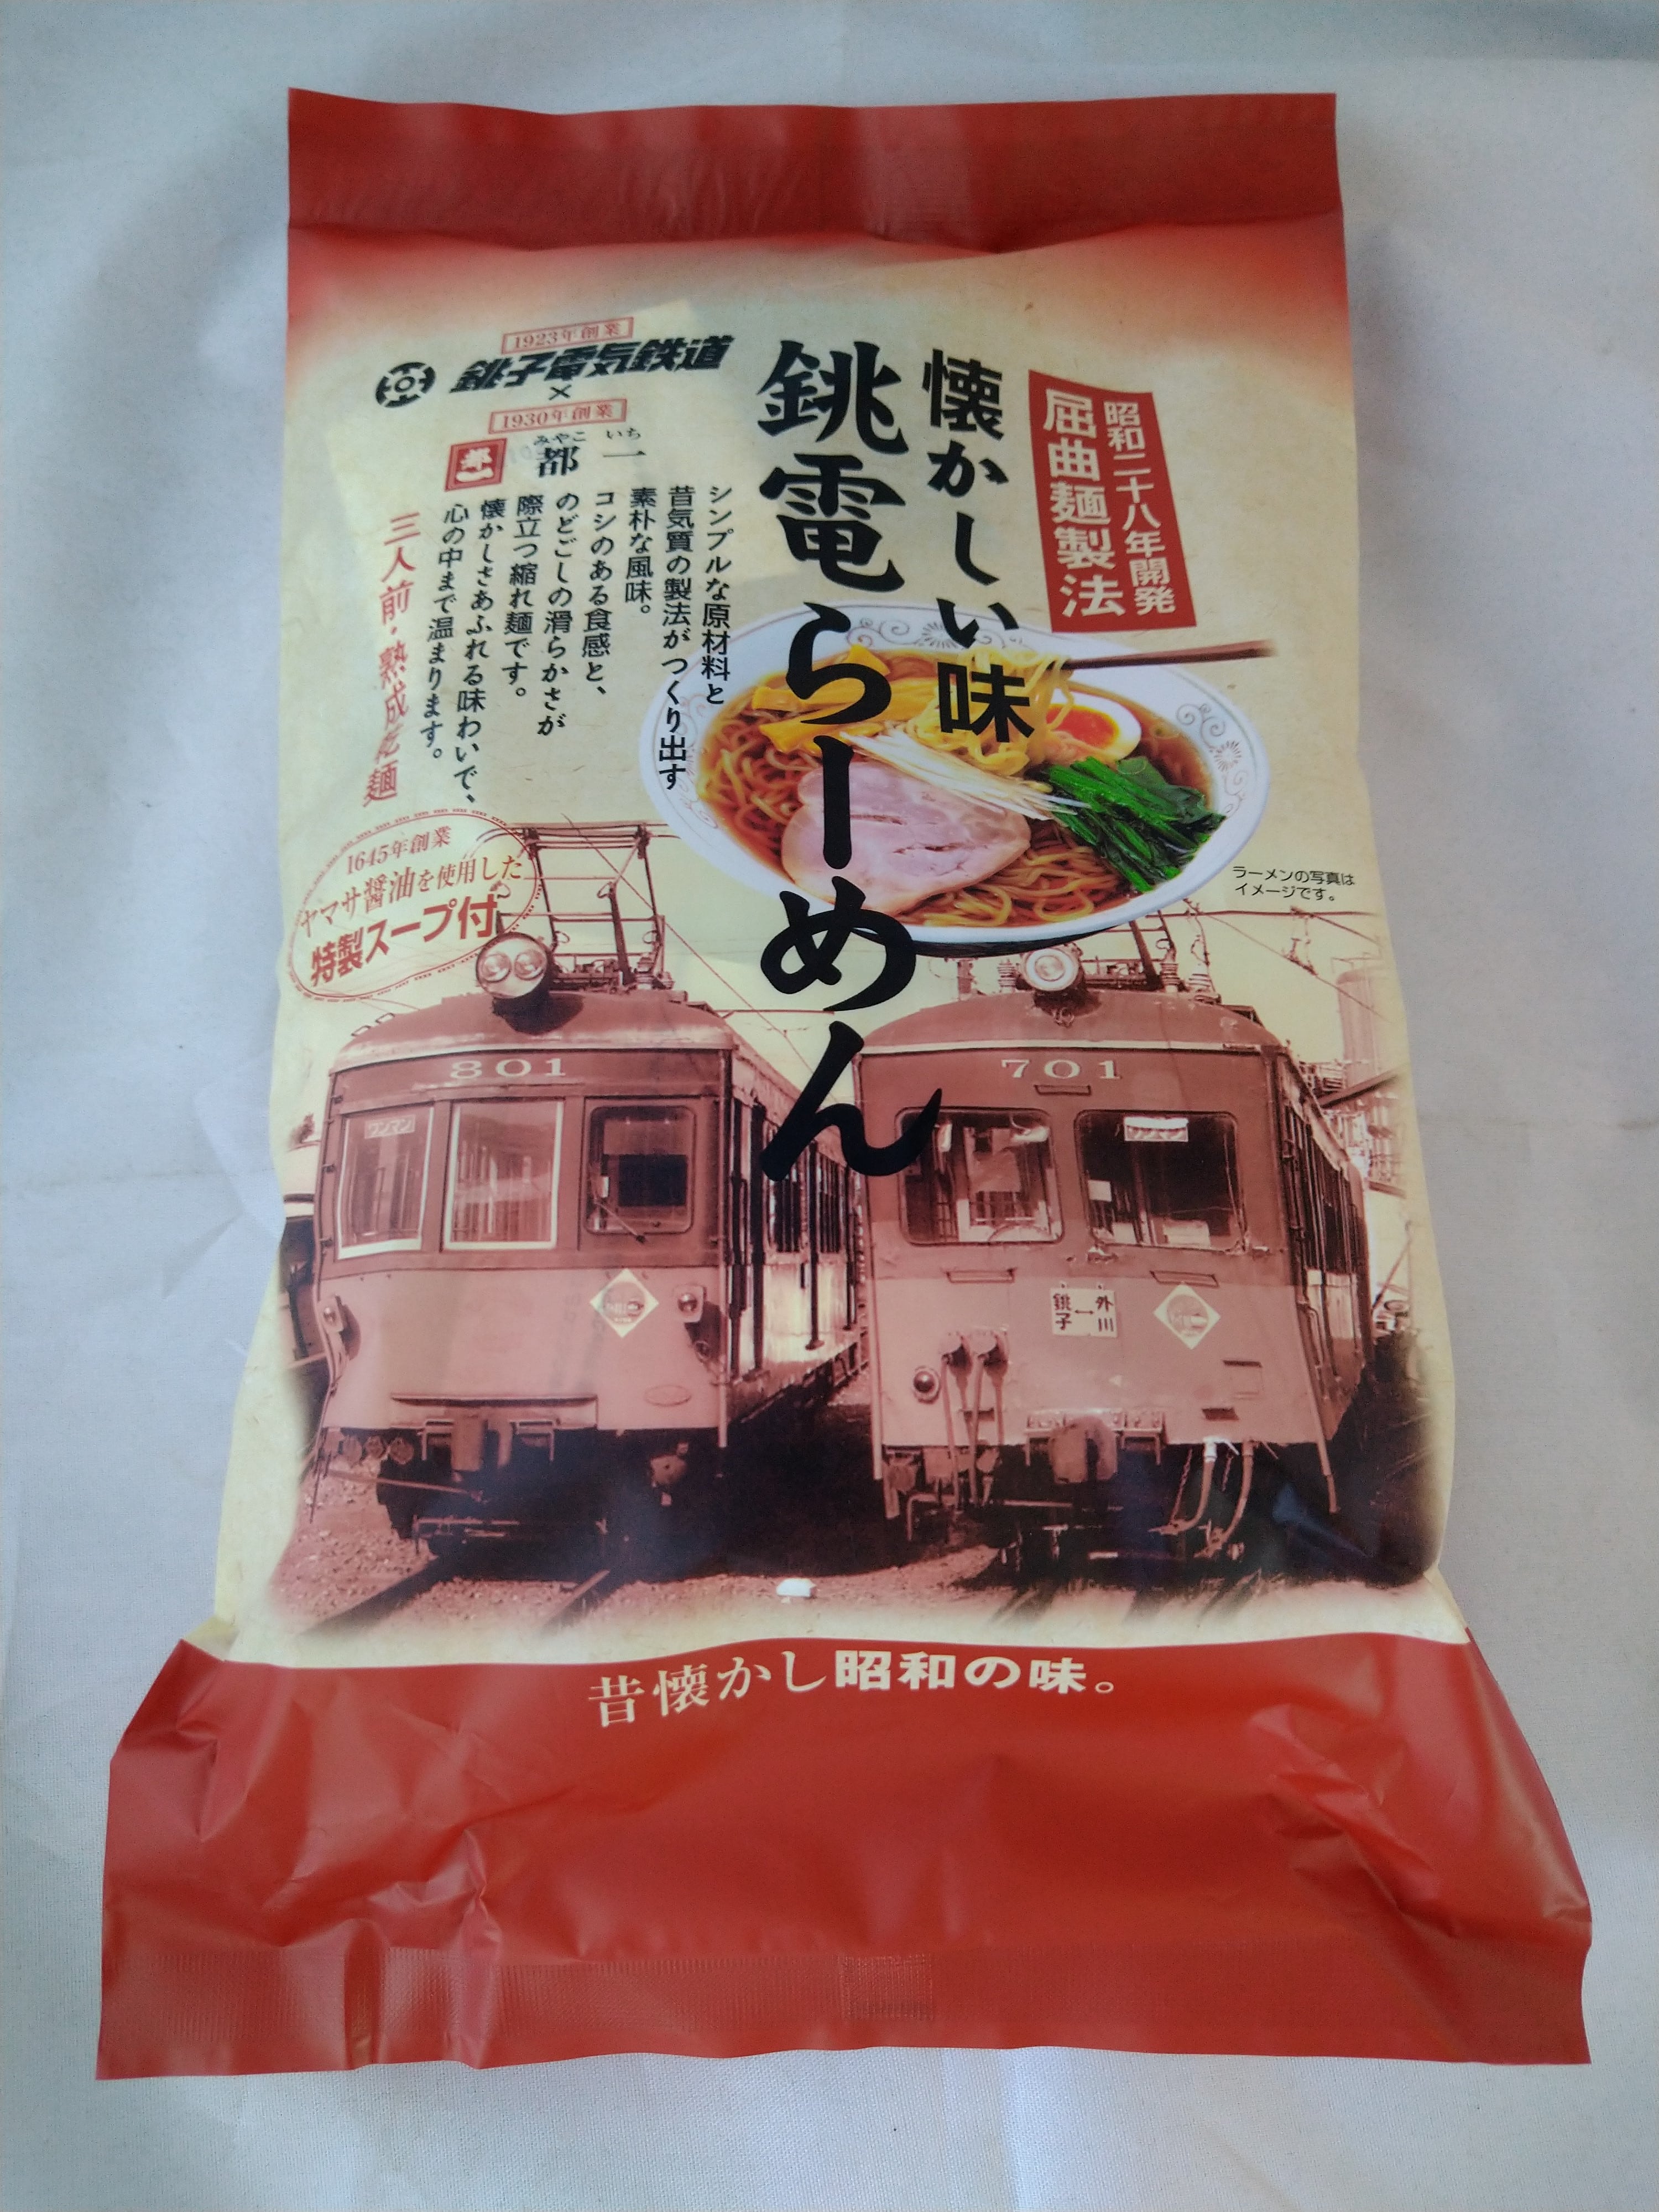 昭和二十八年開発
屈曲麺製法
懐かしい味
銚電らーめん
1923年創業
銚子電気鉄道
×
1930年創業
みやこ いち
都一
都一
シンプルな原材料と
昔気質の製法がつくり出す
素朴な風味。
コシのある食感と、
のどごしの滑らかさが
際立つ縮れ麺です。
懐かしさあふれる味わいで、
心の中まで温まります。
三人前・熟成乾麺
1645年創業
ヤマサ醤油を使用した
特製スープ付
ラーメンの写真は
イメージです。
801
ワンマン
701
銚子↔外川
昔懐かし昭和の味。